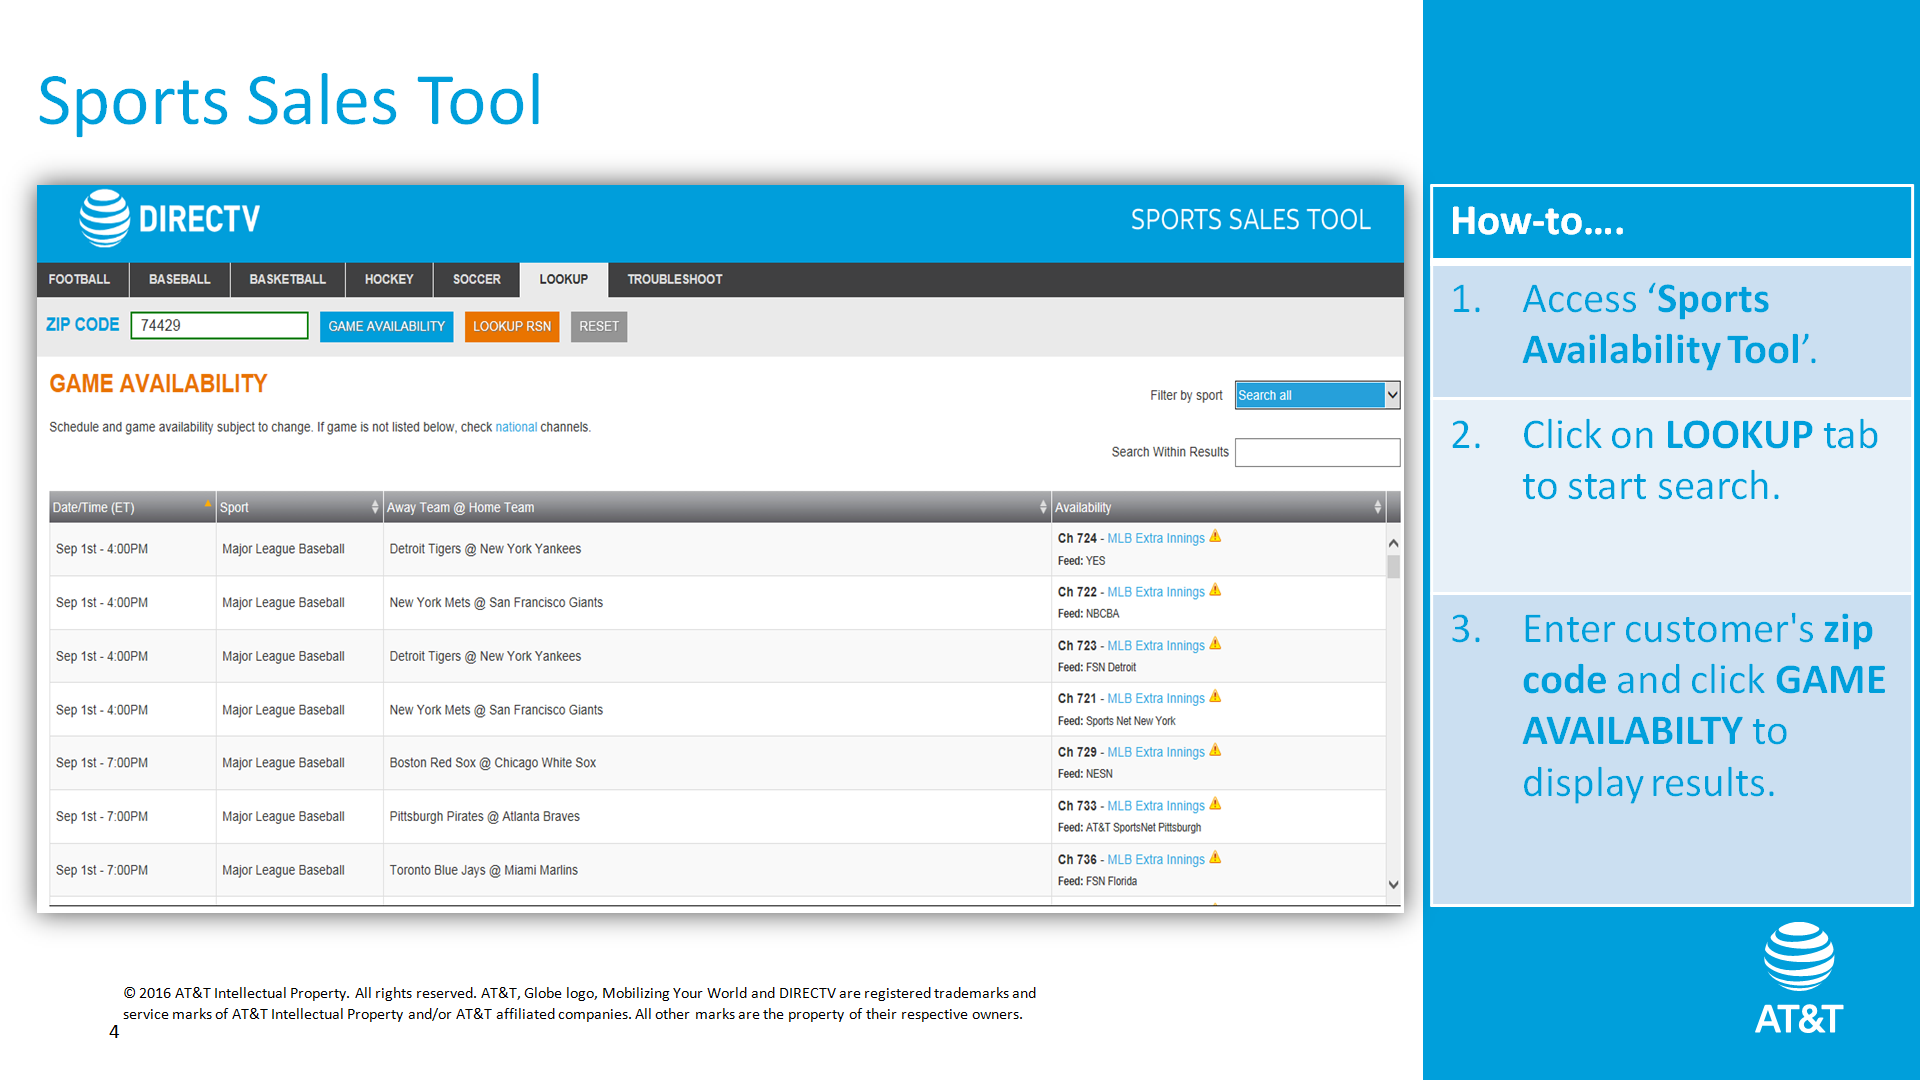 Sports Sales Tool
DIRECTV
SPORTS SALES TOOL
FOOTBALL BASEBALL BASKETBALL HOCKEY SOCCER LOOKUP TROUBLESHOOT
ZIP CODE 74429 GAME AVAILABILITY LOOKUP RSN RESET
GAME AVAILABILITY
Filter by sport Search all
Schedule and game availability subject to change. If game is not listed below, check national channels.
Search Within Results
Date/Time (ET) Sport Away Team @ Home Team Availability
Sep 1st - 4:00PM Major League Baseball Detroit Tigers @ New York Yankees Ch 724 - MLB Extra Innings
Feed: YES
Sep 1st - 4:00PM Major League Baseball New York Mets @ San Francisco Giants Ch 722 - MLB Extra Innings
Feed: NBCBA
Sep 1st - 4:00PM Major League Baseball Detroit Tigers @ New York Yankees Ch 723 - MLB Extra Innings
Feed: FSN Detroit
Sep 1st - 4:00PM Major League Baseball New York Mets @ San Francisco Giants Ch 721 - MLB Extra Innings
Feed: Sports Net New York
Sep 1st - 7:00PM Major League Baseball Boston Red Sox @ Chicago White Sox Ch 729 - MLB Extra Innings
Feed: NESN
Sep 1st - 7:00PM Major League Baseball Pittsburgh Pirates @ Atlanta Braves Ch 733 - MLB Extra Innings
Feed: AT&T SportsNet Pittsburgh
Sep 1st - 7:00PM Major League Baseball Toronto Blue Jays @ Miami Marlins Ch 736 - MLB Extra Innings
Feed: FSN Florida
How-to....
1. Access ‘Sports
Availability Tool’.
2. Click on LOOKUP tab
to start search.
3. Enter customer's zip
code and click GAME
AVAILABILTY to
display results.
© 2016 AT&T Intellectual Property. All rights reserved. AT&T, Globe logo, Mobilizing Your World and DIRECTV are registered trademarks and
service marks of AT&T Intellectual Property and/or AT&T affiliated companies. All other marks are the property of their respective owners.
4
AT&T